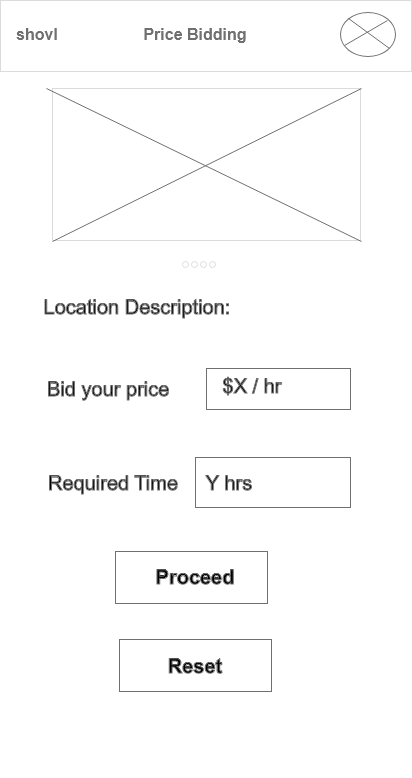 shovl Price Bidding
Location Description:
Bid your price $X / hr
Required Time Y hrs
Proceed
Reset